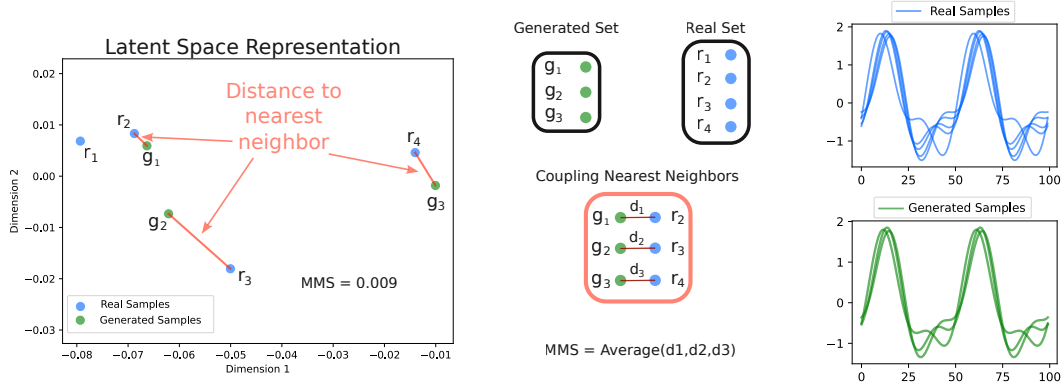 Latent Space Representation
Dimension 2
0.02
0.01
0.00
−0.01
−0.02
−0.03
−0.08
−0.07
−0.06
−0.05
−0.04
−0.03
−0.02
−0.01
Dimension 1
Distance to
nearest
neighbor
r1
r2
g1
g2
r3
r4
g3
MMS = 0.009
Real Samples
Generated Samples
Generated Set
g1
g2
g3
Real Set
r1
r2
r3
r4
Coupling Nearest Neighbors
g1 d1 r2
g2 d2 r3
g3 d3 r4
MMS = Average(d1,d2,d3)
Real Samples
2
1
0
−1
0
25
50
75
100
Generated Samples
2
1
0
−1
0
25
50
75
100